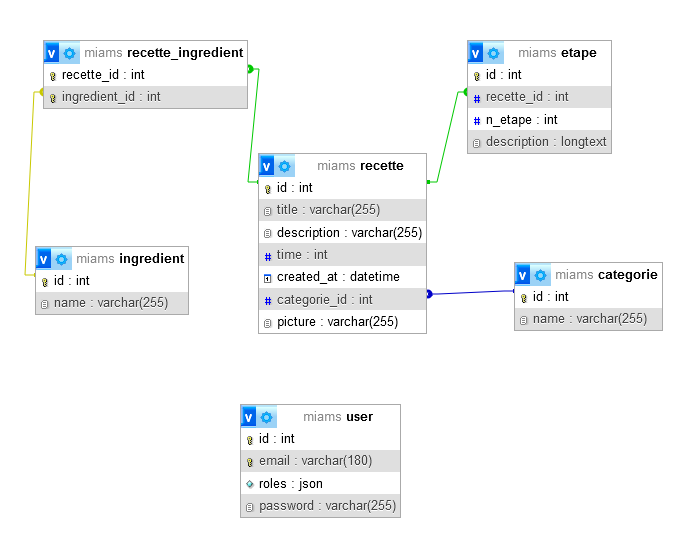 v miams recette_ingredient
recette_id : int
ingredient_id : int
v miams etape
id : int
# recette_id : int
# n_etape : int
description : longtext
v miams recette
id : int
title : varchar(255)
description : varchar(255)
# time : int
created_at : datetime
# categorie_id : int
picture : varchar(255)
v miams ingredient
id : int
name : varchar(255)
v miams categorie
id : int
name : varchar(255)
v miams user
id : int
email : varchar(180)
roles : json
password : varchar(255)